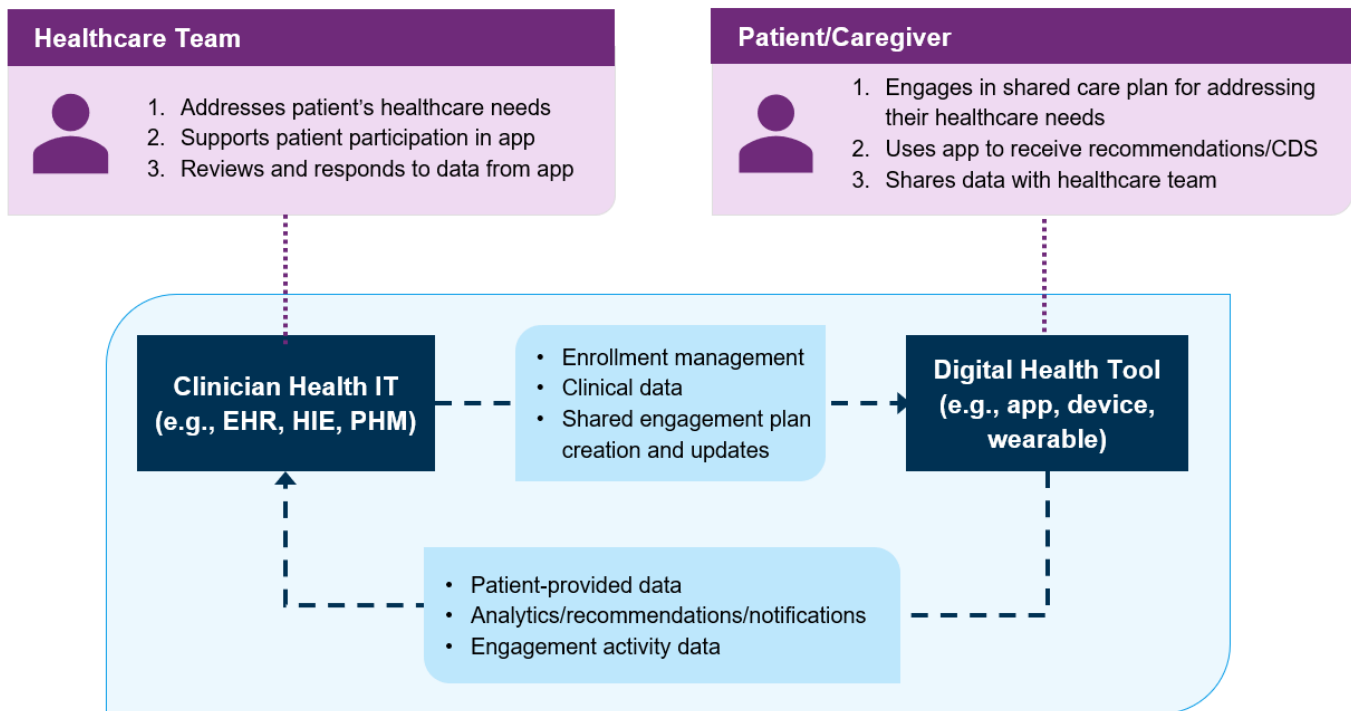 Healthcare Team
1. Addresses patient's healthcare needs
2. Supports patient participation in app
3. Reviews and responds to data from app
Patient/Caregiver
1. Engages in shared care plan for addressing
their healthcare needs
2. Uses app to receive recommendations/CDS
3. Shares data with healthcare team
Clinician Health IT
(e.g., EHR, HIE, PHM)
• Enrollment management
• Clinical data
• Shared engagement plan
creation and updates
Digital Health Tool
(e.g., app, device,
wearable)
• Patient-provided data
• Analytics/recommendations/notifications
• Engagement activity data